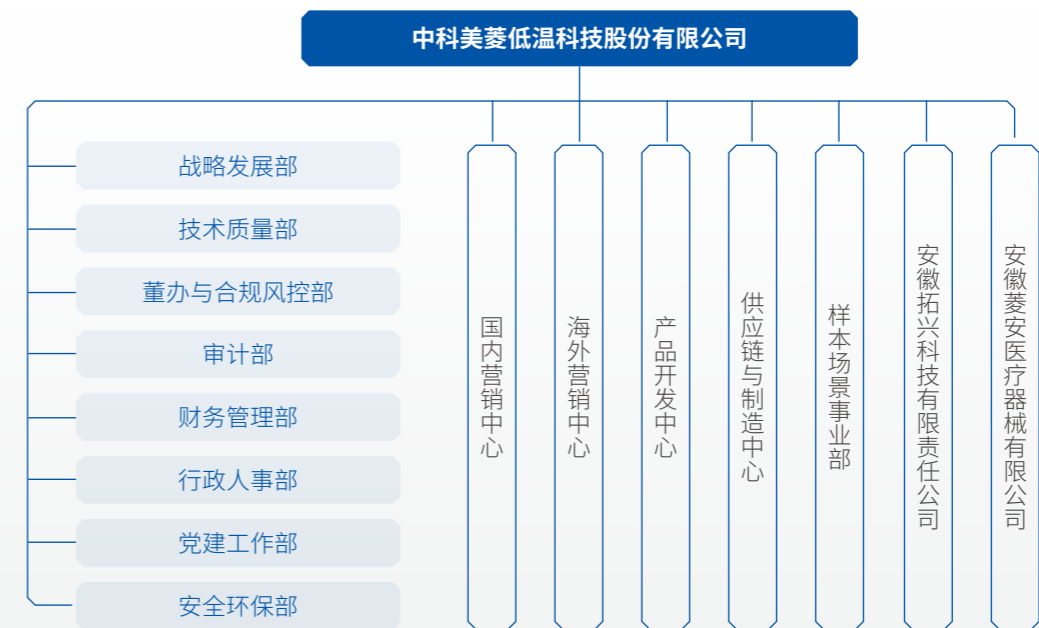 中科美菱低温科技股份有限公司
战略发展部
技术质量部
董办与合规风控部
审计部
财务管理部
行政人事部
党建工作部
安全环保部
国内营销中心
海外营销中心
产品开发中心
供应链与制造中心
样本场景事业部
安徽拓兴科技有限责任公司
安徽菱安医疗器械有限公司